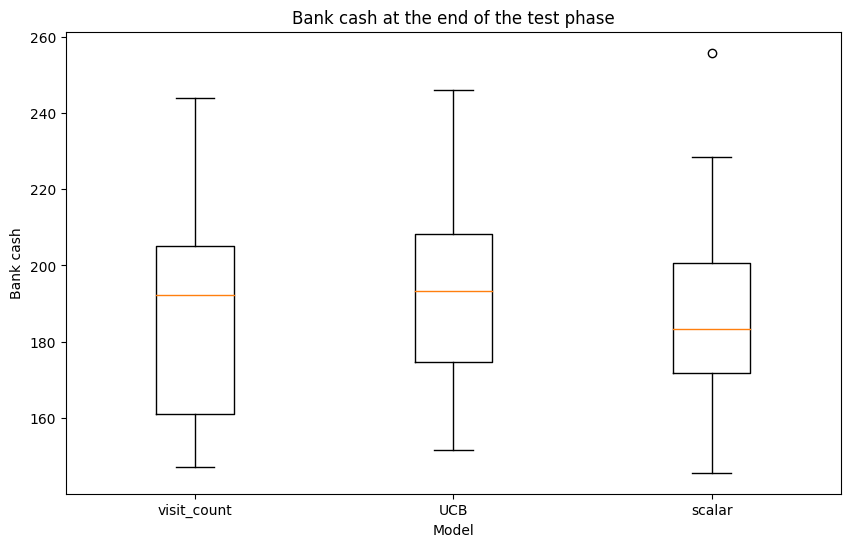 Bank cash at the end of the test phase
260
240
220
200
180
160
Bank cash
visit_count UCB scalar
Model